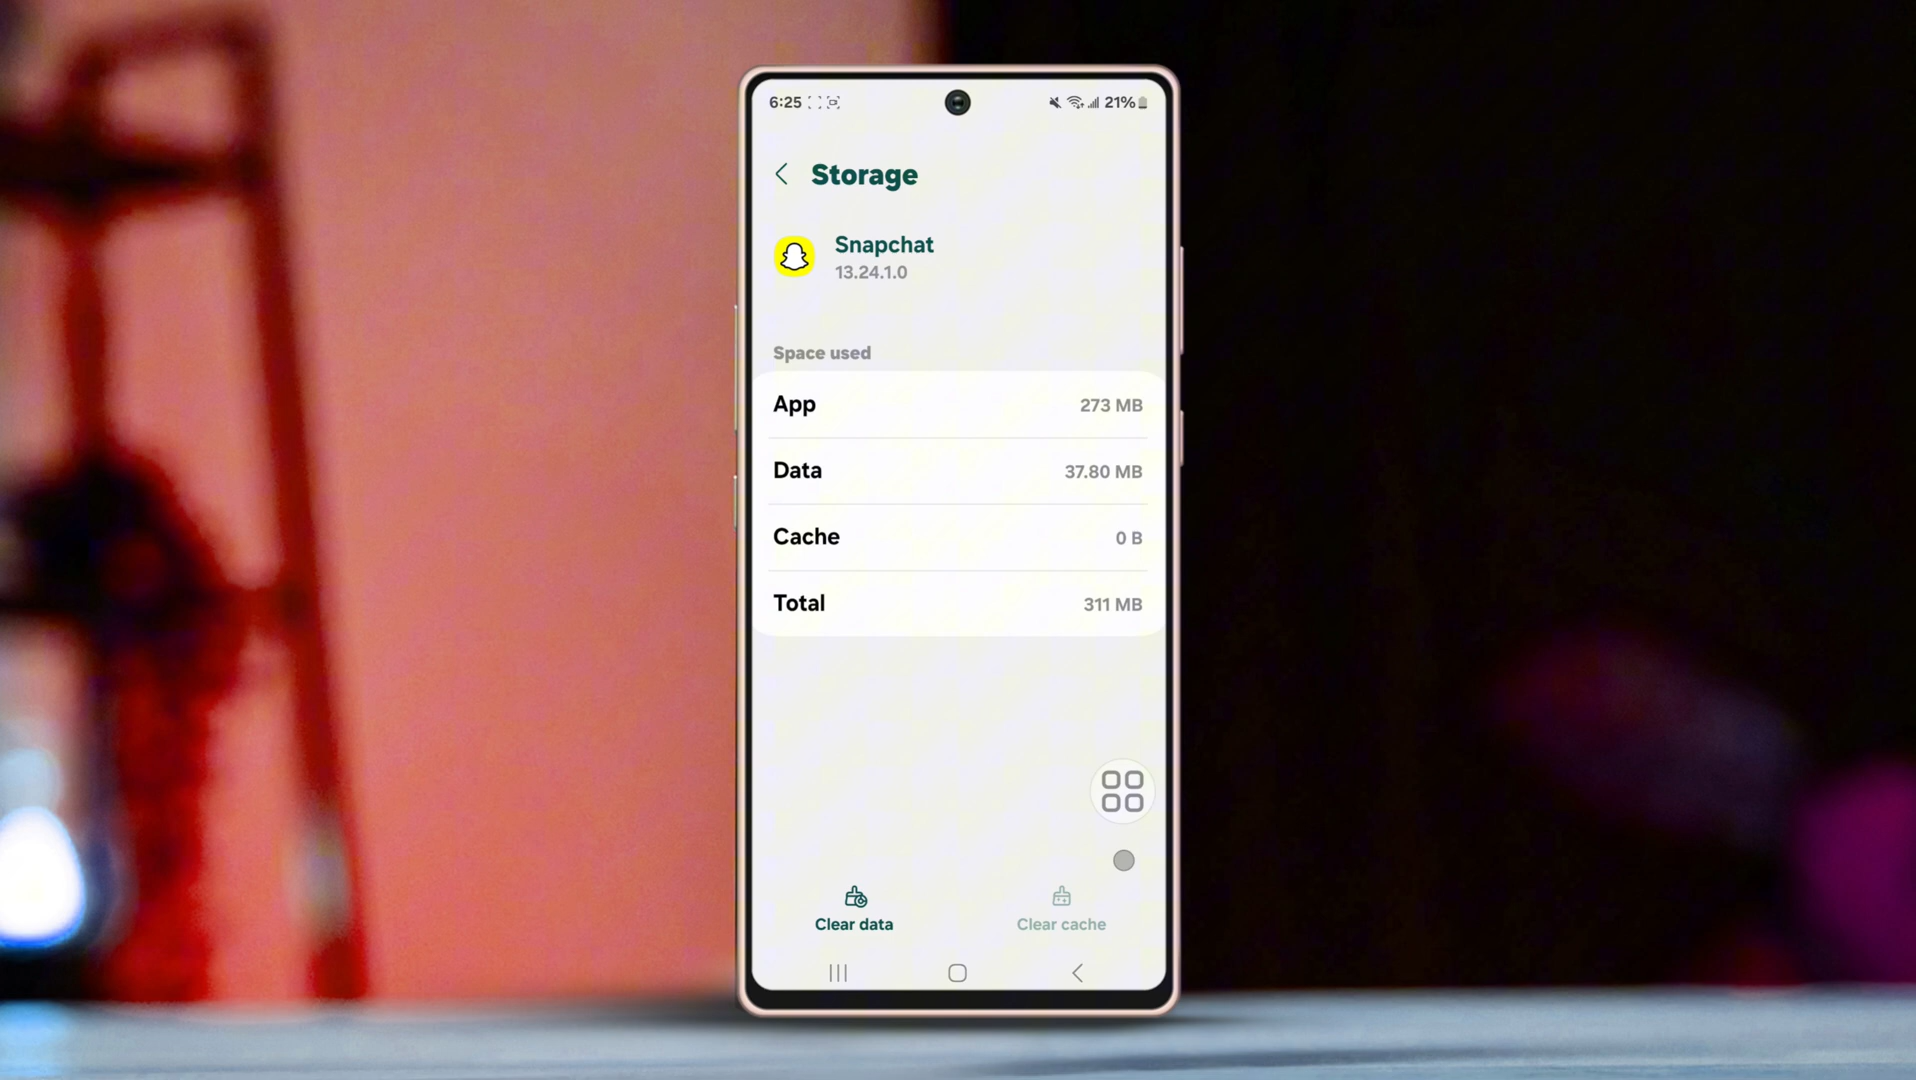 6:25 21%
Storage
Snapchat
13.24.1.0
Space used
App 273 MB
Data 37.80 MB
Cache 0 B
Total 311 MB
Clear data Clear cache